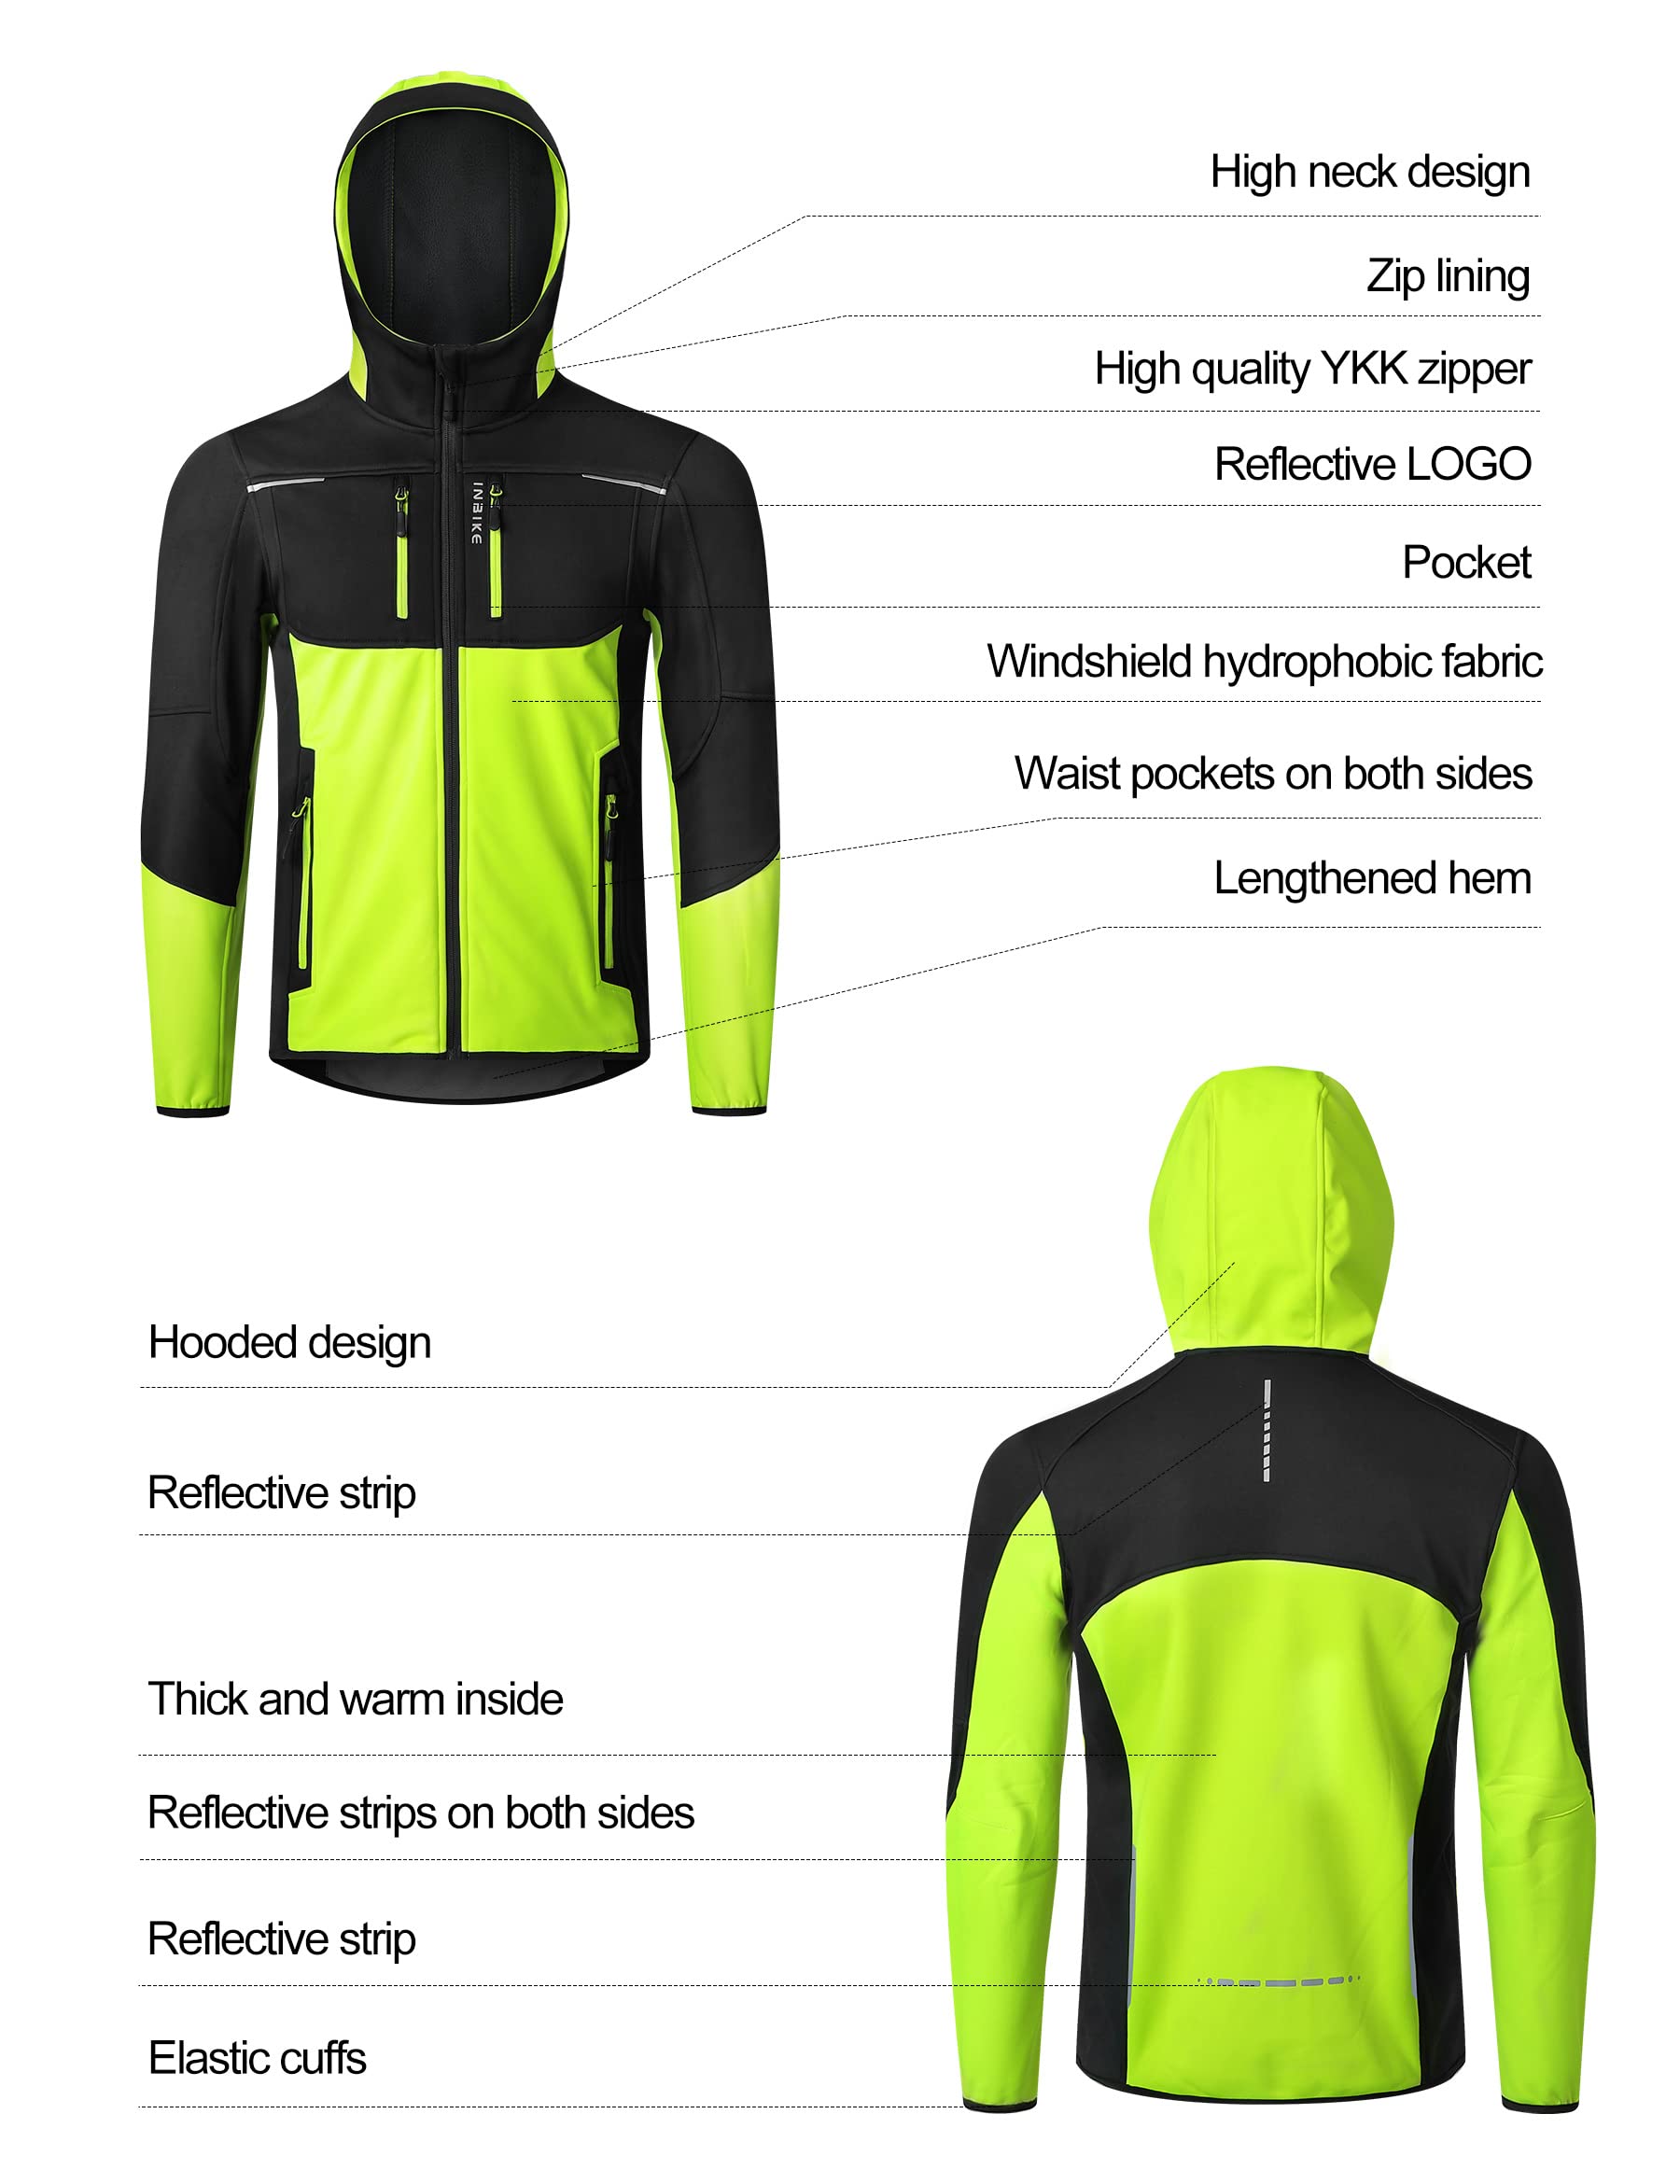 High neck design
Zip lining
High quality YKK zipper
Reflective LOGO
INBIKE
Pocket
Windshield hydrophobic fabric
Waist pockets on both sides
Lengthened hem
Hooded design
Reflective strip
Thick and warm inside
Reflective strips on both sides
Reflective strip
Elastic cuffs